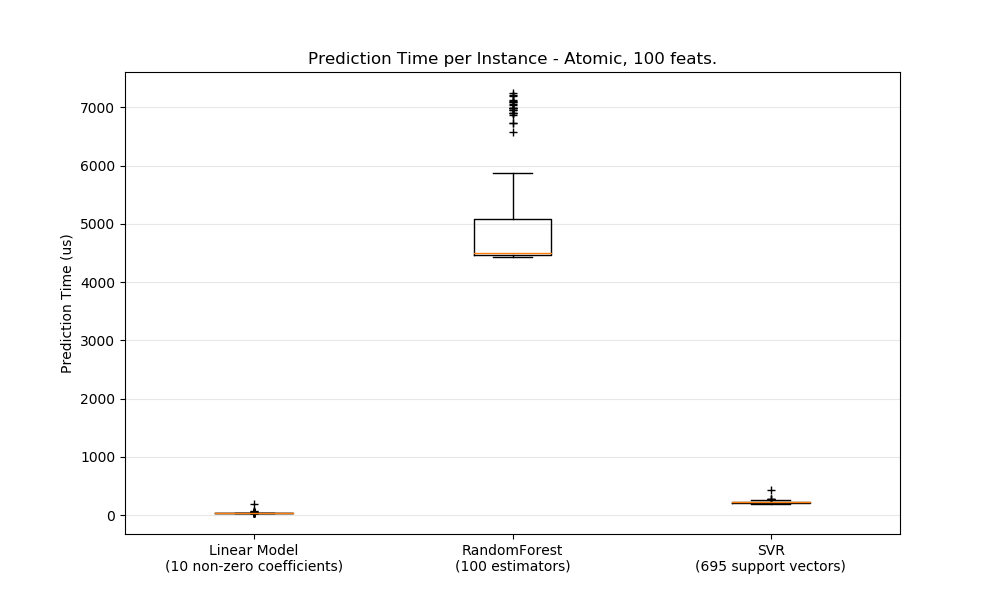 Prediction Time per Instance - Atomic, 100 feats.
7000
6000
5000
4000
3000
2000
1000
0
Prediction Time (us)
Linear Model
(10 non-zero coefficients)
RandomForest
(100 estimators)
SVR
(695 support vectors)